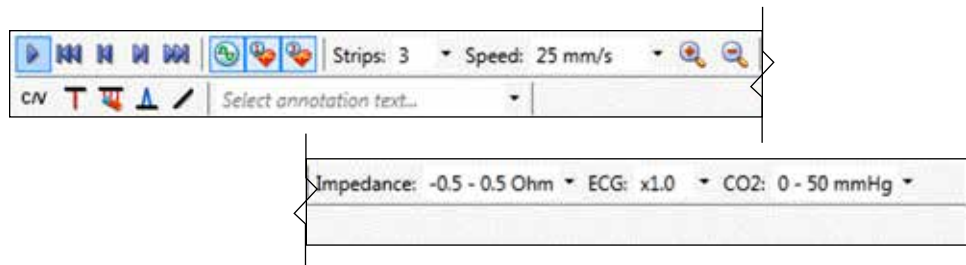 Strips: 3 Speed: 25 mm/s
C/V T Select annotation text...
Impedance: -0.5 - 0.5 Ohm ECG: x1.0 CO2: 0 - 50 mmHg